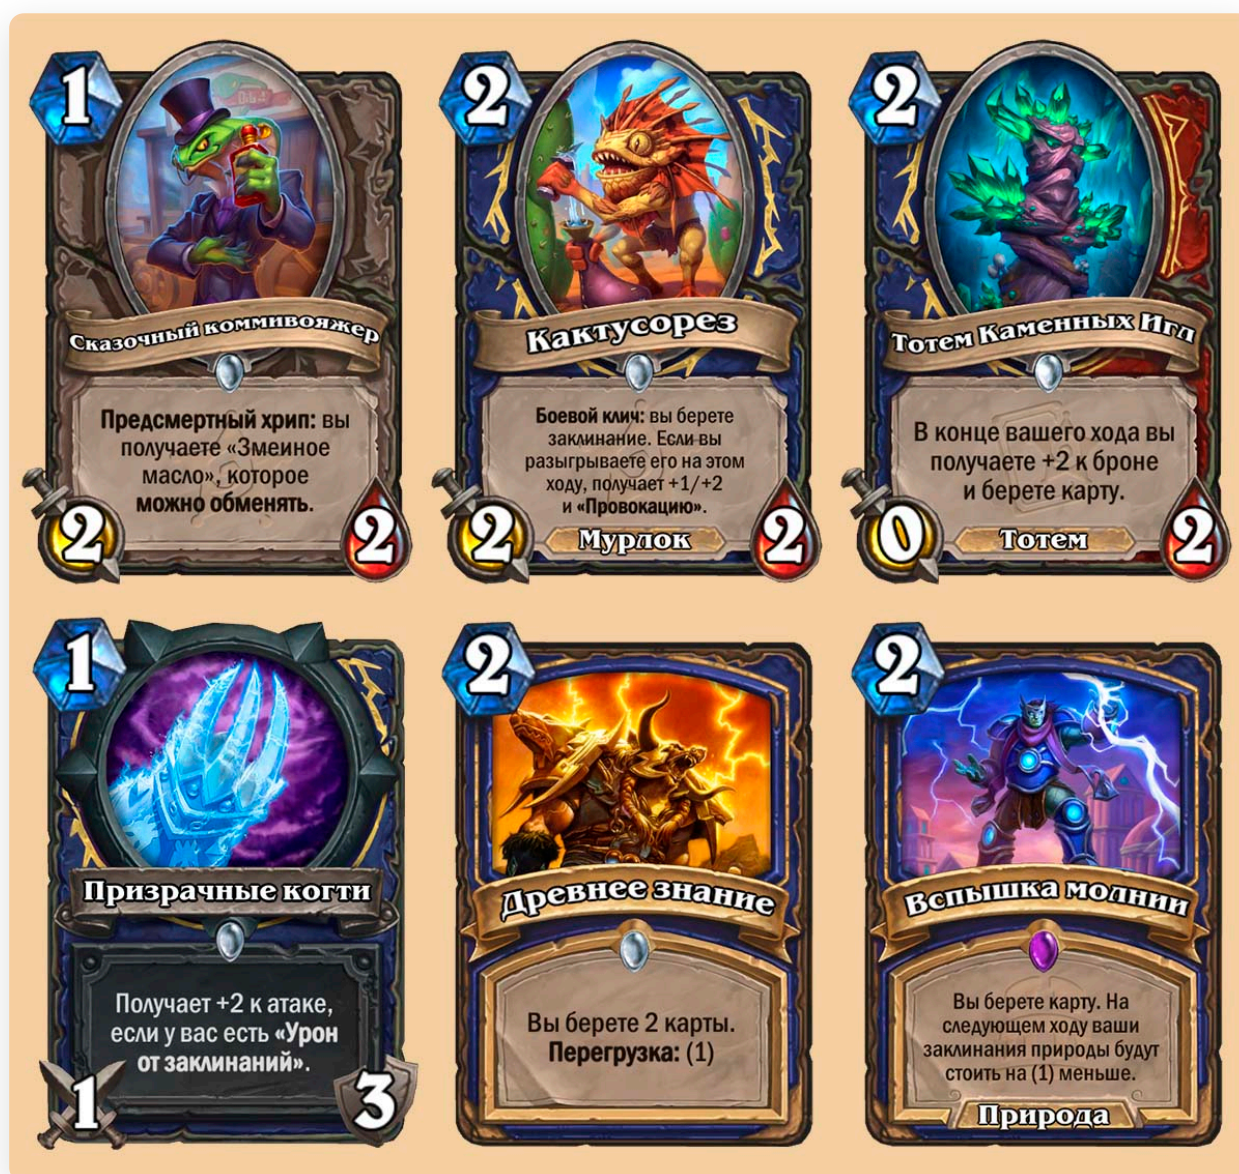 1
Сказочный коммивояжер
Предсмертный хрип: вы
получаете «Змеиное
масло», которое
можно обменять.
2
2
2
Кактусорез
Боевой клич: вы берете
заклинание. Если вы
разыгрываете его на этом
ходу, получает +1/+2
и «Провокацию».
2
Мурлок
2
2
Тотем Каменных Игл
В конце вашего хода вы
получаете +2 к броне
и берете карту.
0
Тотем
2
1
Призрачные когти
Получает +2 к атаке,
если у вас есть «Урон
от заклинаний».
1
3
2
Древнее знание
Вы берете 2 карты.
Перегрузка: (1)
2
Вспышка молнии
Вы берете карту. На
следующем ходу ваши
заклинания природы будут
стоить на (1) меньше.
Природа